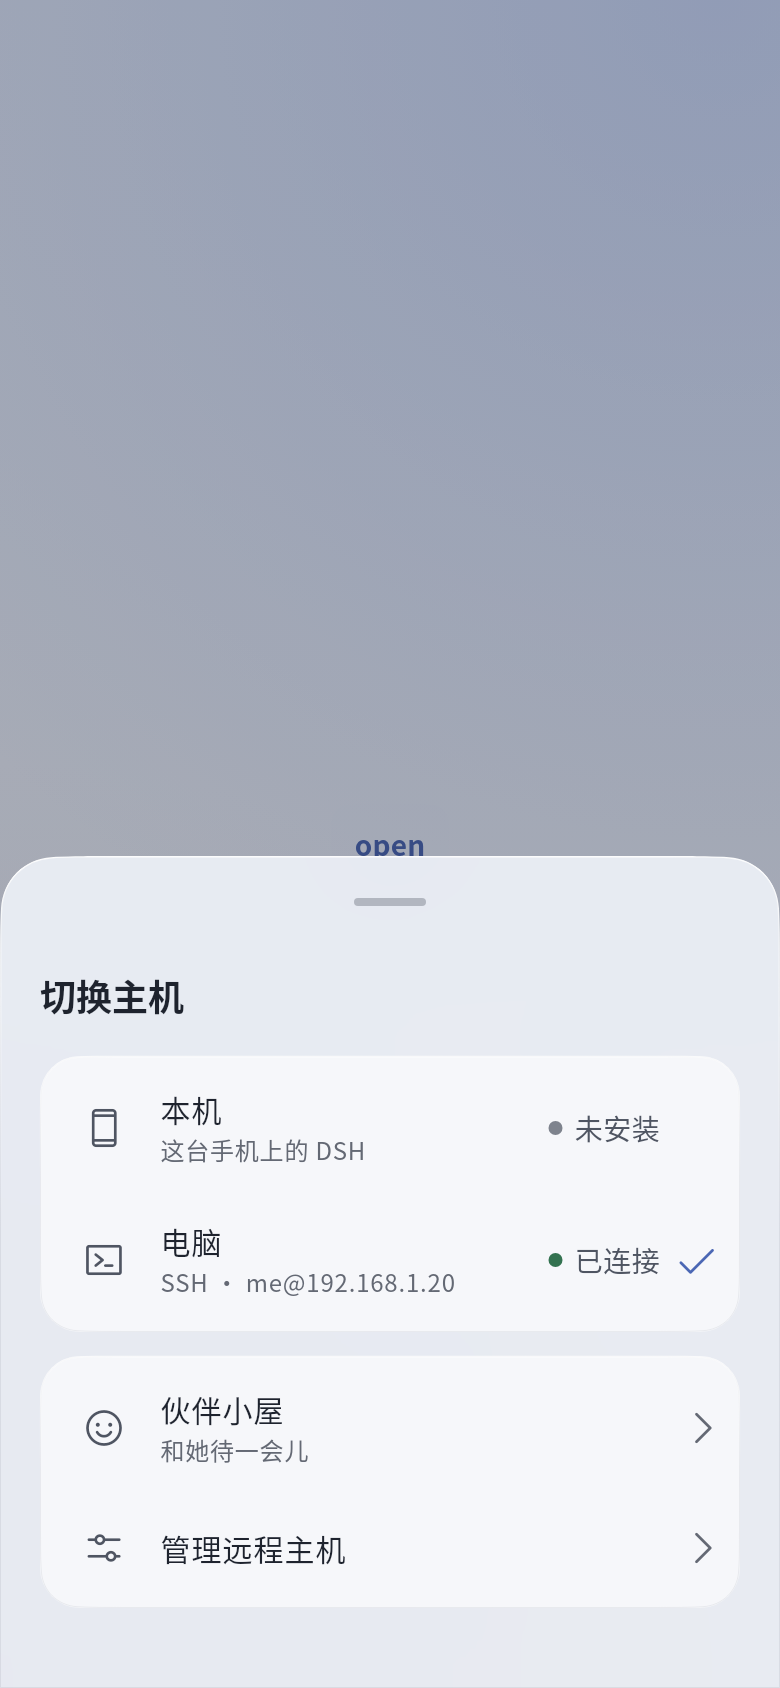 open
切换主机
本机
这台手机上的 DSH
未安装
电脑
SSH · me@192.168.1.20
已连接
伙伴小屋
和她待一会儿
管理远程主机